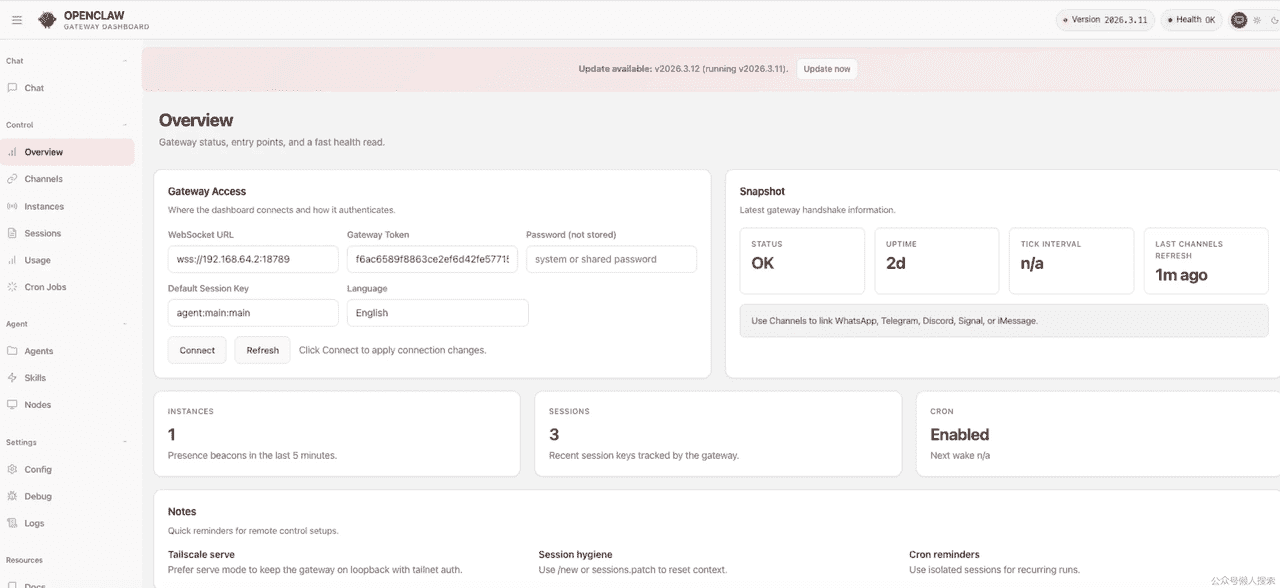 OPENCLAW
GATEWAY DASHBOARD
Version 2026.3.11
Health OK
Chat
Chat
Control
Overview
Channels
Instances
Sessions
Usage
Cron Jobs
Agent
Agents
Skills
Nodes
Settings
Config
Debug
Logs
Resources
Docs
Update available: v2026.3.12 (running v2026.3.11). Update now
Overview
Gateway status, entry points, and a fast health read.
Gateway Access
Where the dashboard connects and how it authenticates.
WebSocket URL Gateway Token Password (not stored)
wss://192.168.64.2:18789 f6ac6589f8863ce2ef6d42fe5771 system or shared password
Default Session Key Language
agent:main:main English
Connect Refresh Click Connect to apply connection changes.
Snapshot
Latest gateway handshake information.
STATUS
OK
UPTIME
2d
TICK INTERVAL
n/a
LAST CHANNELS
REFRESH
1m ago
Use Channels to link WhatsApp, Telegram, Discord, Signal, or iMessage.
INSTANCES
1
Presence beacons in the last 5 minutes.
SESSIONS
3
Recent session keys tracked by the gateway.
CRON
Enabled
Next wake n/a
Notes
Quick reminders for remote control setups.
Tailscale serve
Prefer serve mode to keep the gateway on loopback with tailnet auth.
Session hygiene
Use /new or sessions.patch to reset context.
Cron reminders
Use isolated sessions for recurring runs.
公众号懒人搜索